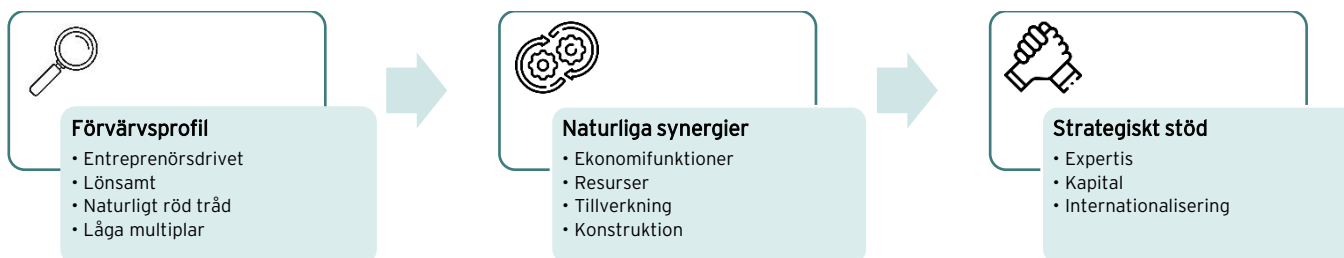 Förvärvsprofil
• Entreprenörsdrivet
• Lönsamt
• Naturligt röd tråd
• Låga multiplar
Naturliga synergier
• Ekonomifunktioner
• Resurser
• Tillverkning
• Konstruktion
Strategiskt stöd
• Expertis
• Kapital
• Internationalisering